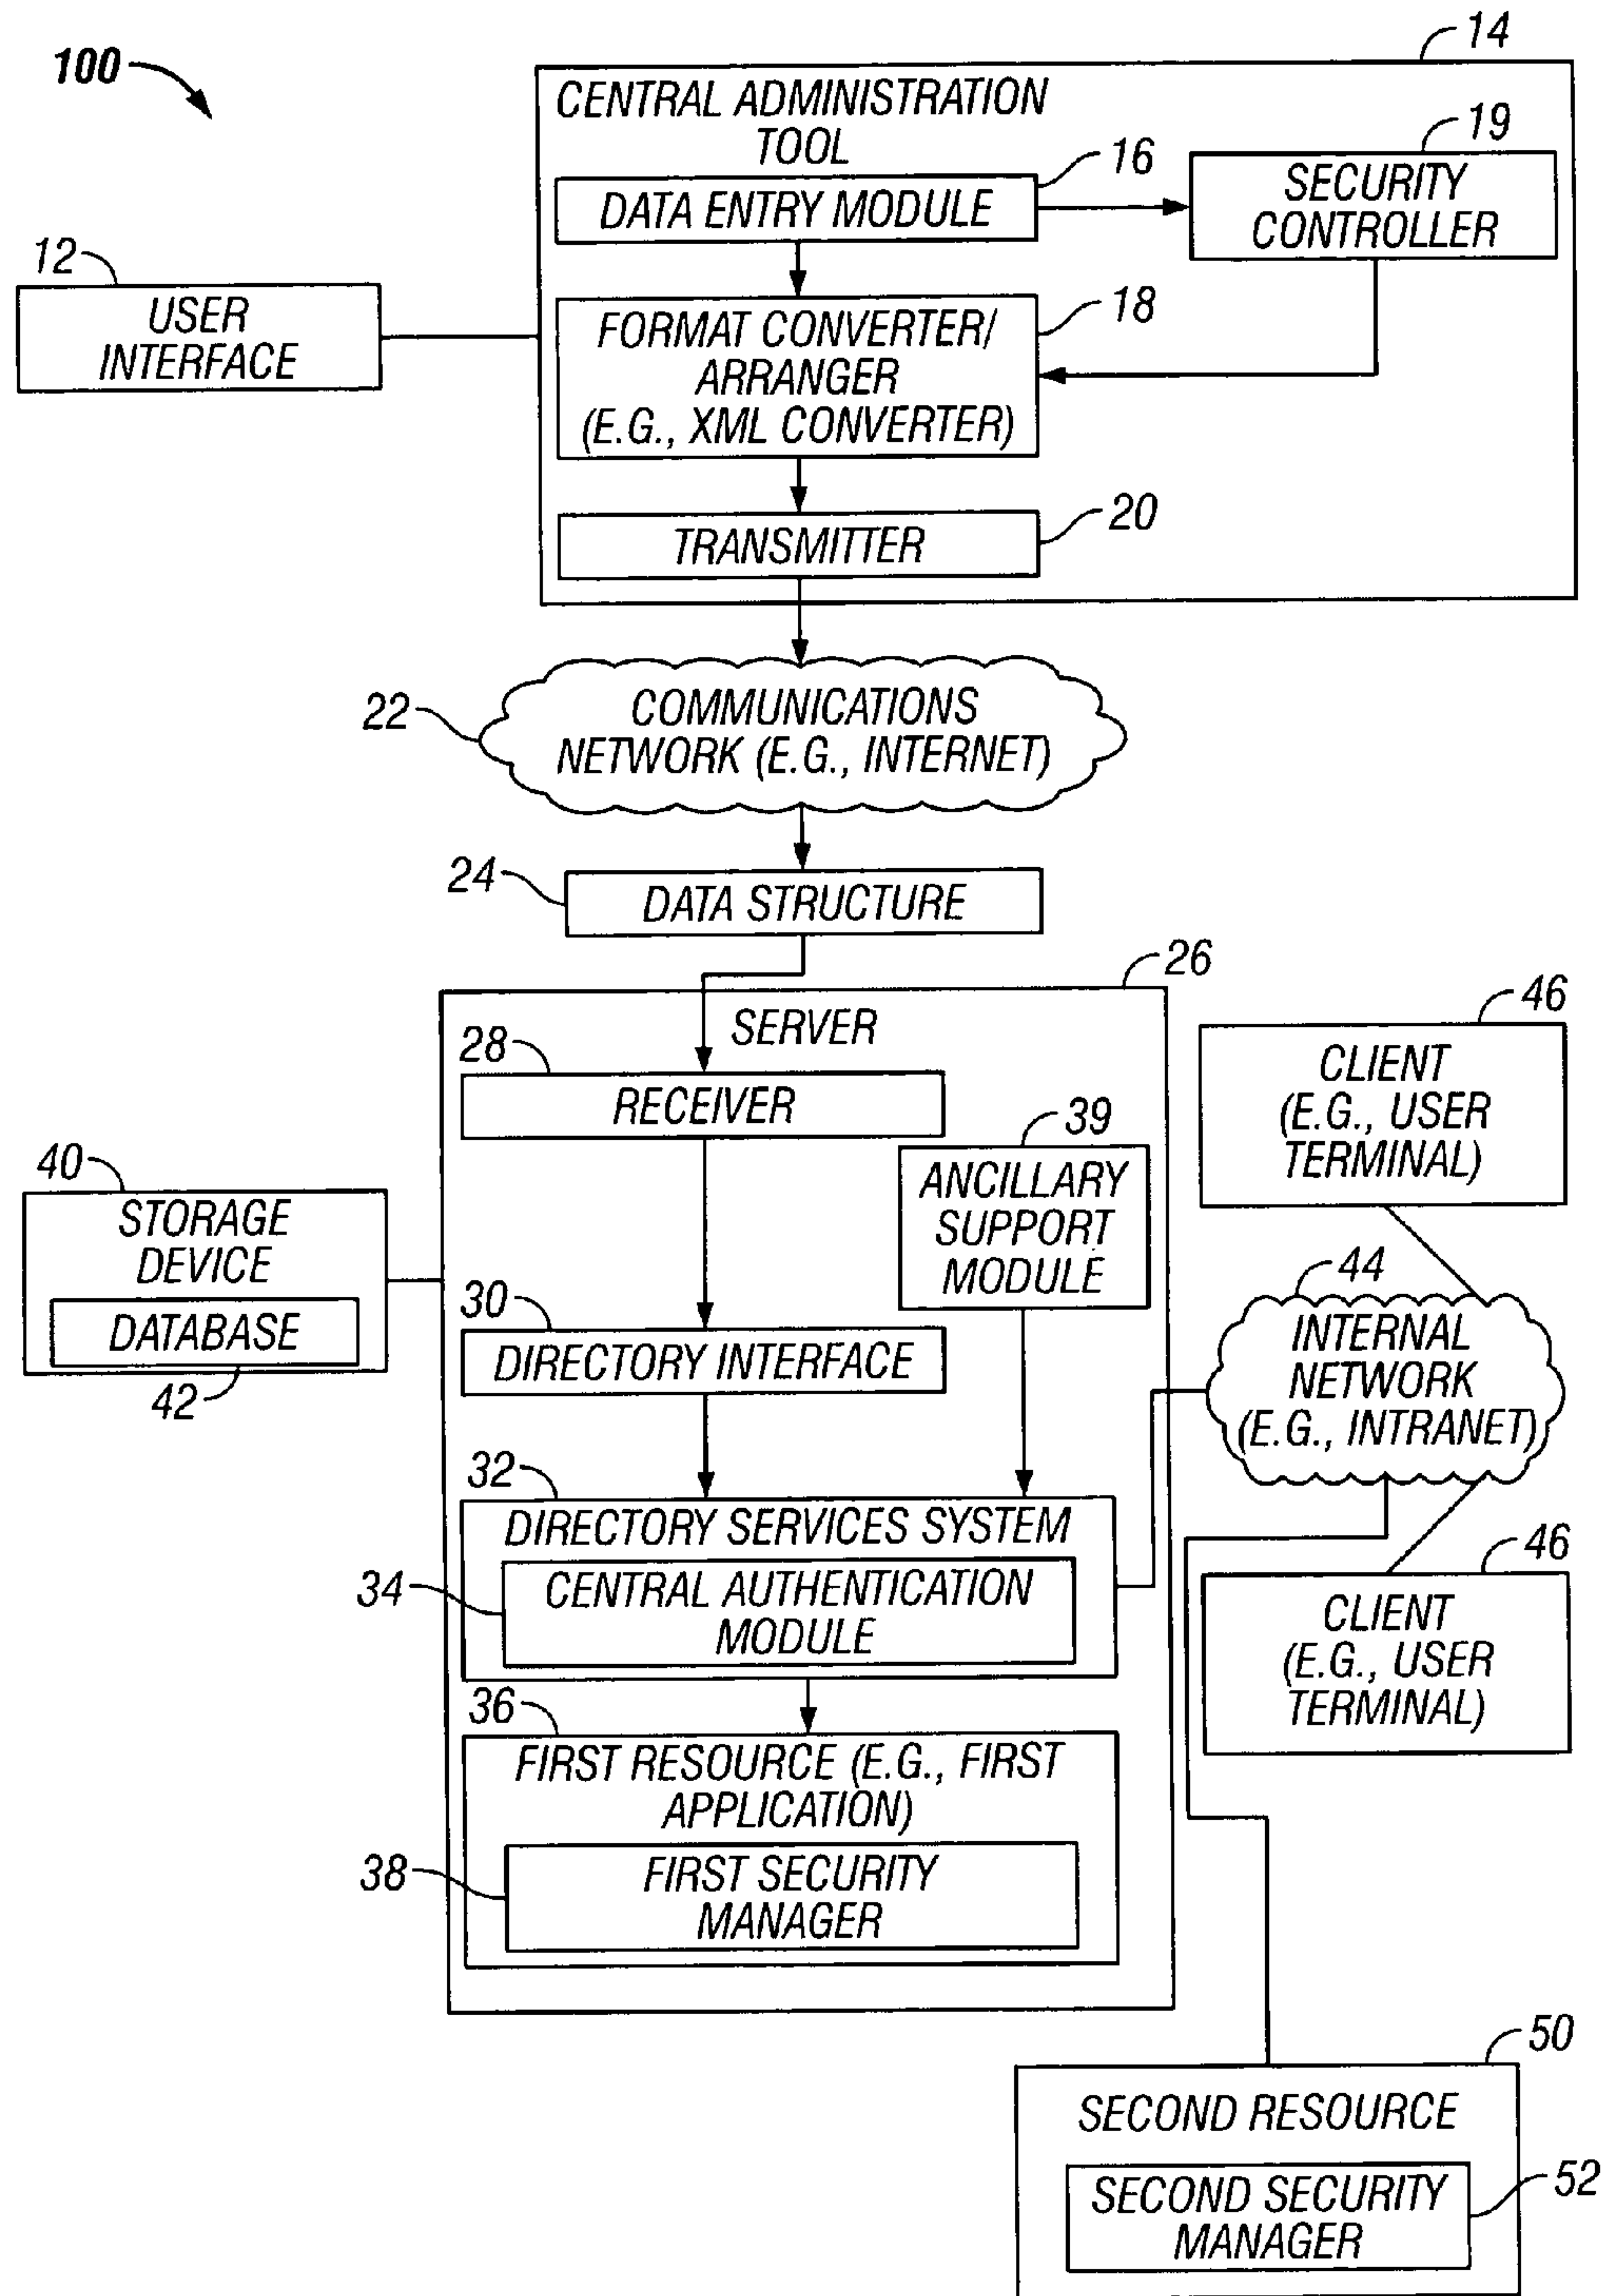 100
14
CENTRAL ADMINISTRATION
TOOL
16
19
DATA ENTRY MODULE
SECURITY
CONTROLLER
12
USER
INTERFACE
18
FORMAT CONVERTER/
ARRANGER
(E.G., XML CONVERTER)
20
TRANSMITTER
22
COMMUNICATIONS
NETWORK (E.G., INTERNET)
24
DATA STRUCTURE
26
SERVER
28
RECEIVER
46
CLIENT
(E.G., USER
TERMINAL)
39
ANCILLARY
SUPPORT
MODULE
40
STORAGE
DEVICE
DATABASE
42
30
DIRECTORY INTERFACE
44
INTERNAL
NETWORK
(E.G., INTRANET)
32
DIRECTORY SERVICES SYSTEM
34
CENTRAL AUTHENTICATION
MODULE
46
CLIENT
(E.G., USER
TERMINAL)
36
FIRST RESOURCE (E.G., FIRST
APPLICATION)
38
FIRST SECURITY
MANAGER
50
SECOND RESOURCE
52
SECOND SECURITY
MANAGER